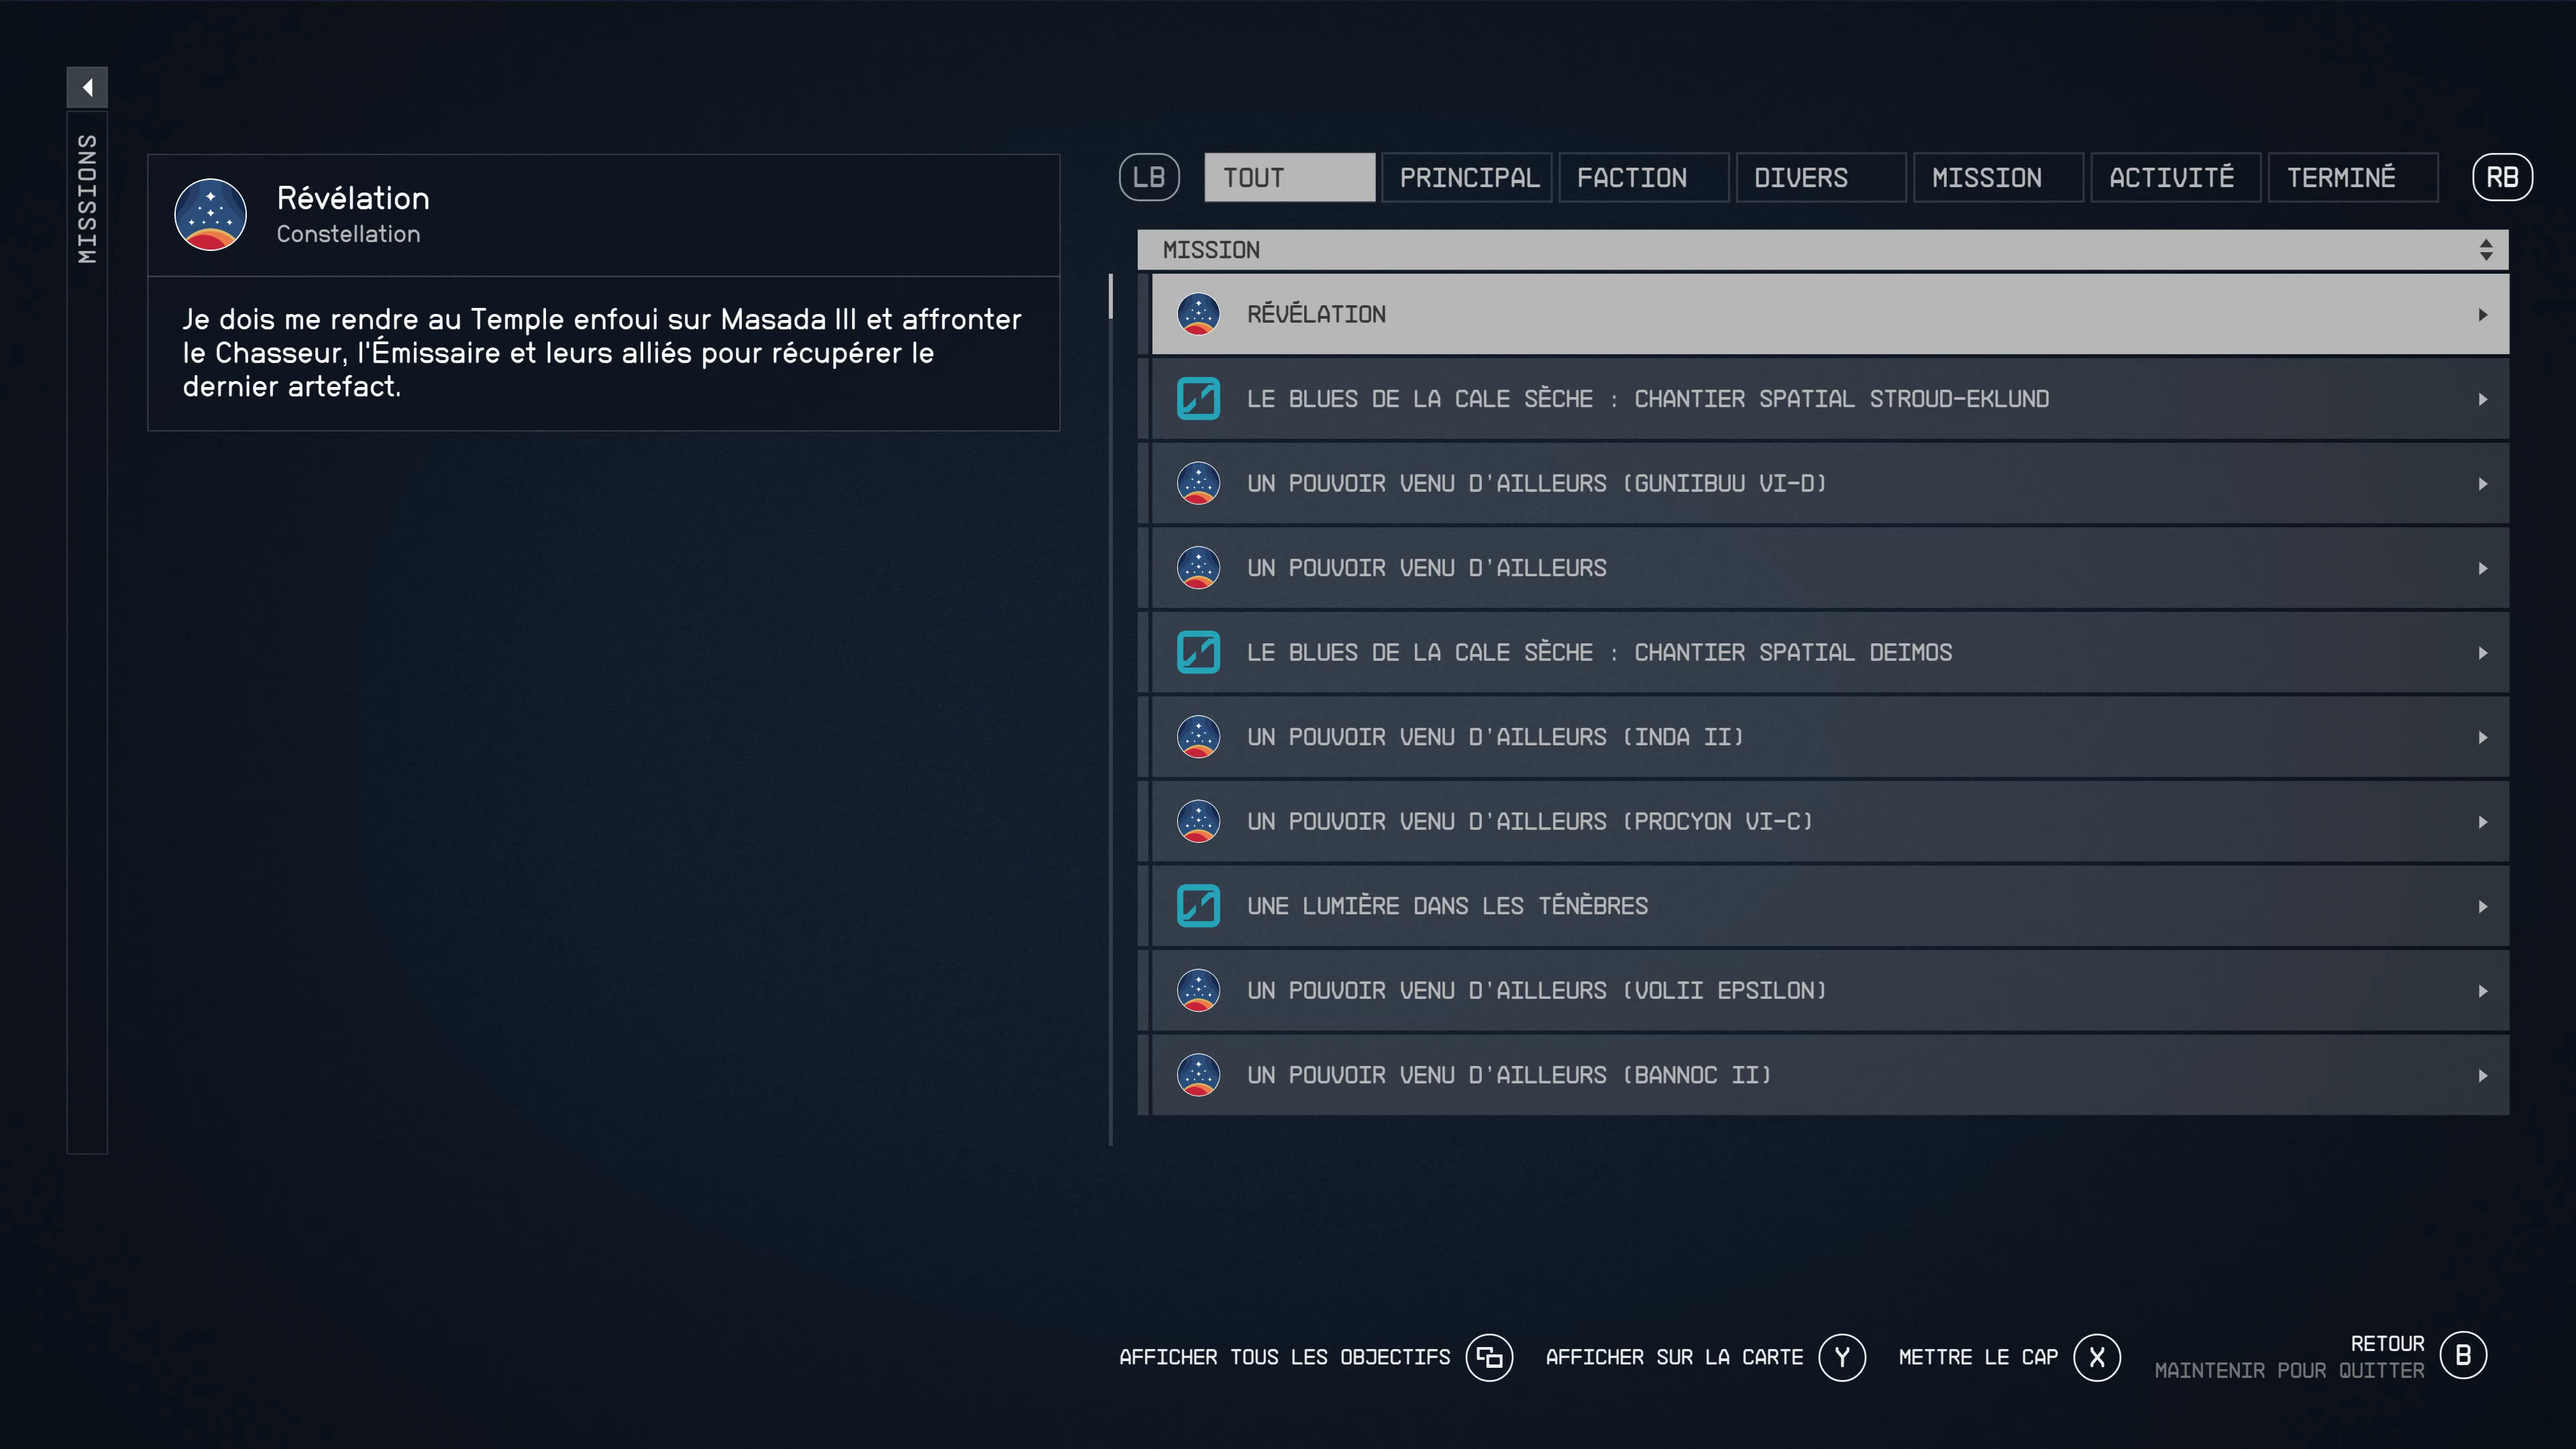 MISSIONS
Révélation
Constellation
Je dois me rendre au Temple enfoui sur Masada III et affronter
le Chasseur, l'Émissaire et leurs alliés pour récupérer le
dernier artefact.
LB TOUT PRINCIPAL FACTION DIVERS MISSION ACTIVITÉ TERMINÉ RB
MISSION
RÉVÉLATION
LE BLUES DE LA CALE SÈCHE : CHANTIER SPATIAL STROUD-EKLUND
UN POUVOIR VENU D'AILLEURS (GUNIIBUU VI-D)
UN POUVOIR VENU D'AILLEURS
LE BLUES DE LA CALE SÈCHE : CHANTIER SPATIAL DEIMOS
UN POUVOIR VENU D'AILLEURS (INDA II)
UN POUVOIR VENU D'AILLEURS (PROCYON VI-C)
UNE LUMIÈRE DANS LES TÉNÈBRES
UN POUVOIR VENU D'AILLEURS (VOLII EPSILON)
UN POUVOIR VENU D'AILLEURS (BANNOC II)
AFFICHER TOUS LES OBJECTIFS AFFICHER SUR LA CARTE Y METTRE LE CAP X RETOUR B
MAINTENIR POUR QUITTER